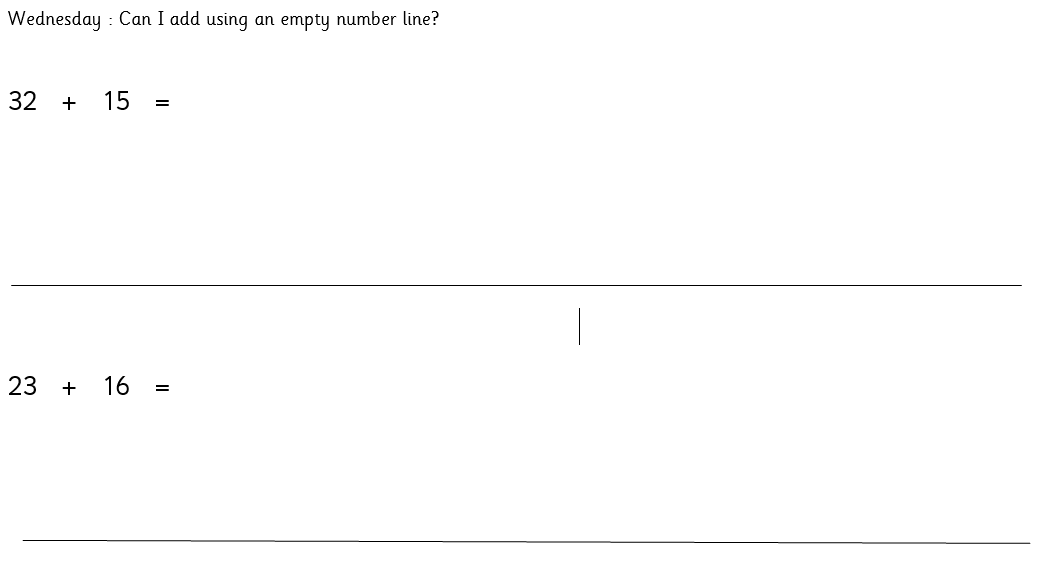 Wednesday : Can I add using an empty number line?
32 + 15 =
23 + 16 =